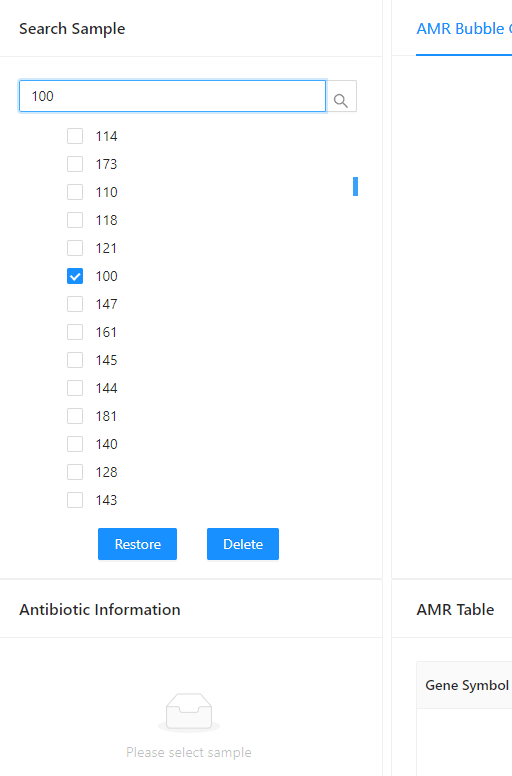 Search Sample
AMR Bubble
100
114
173
110
118
121
100
147
161
145
144
181
140
128
143
Restore
Delete
Antibiotic Information
AMR Table
Gene Symbol
Please select sample